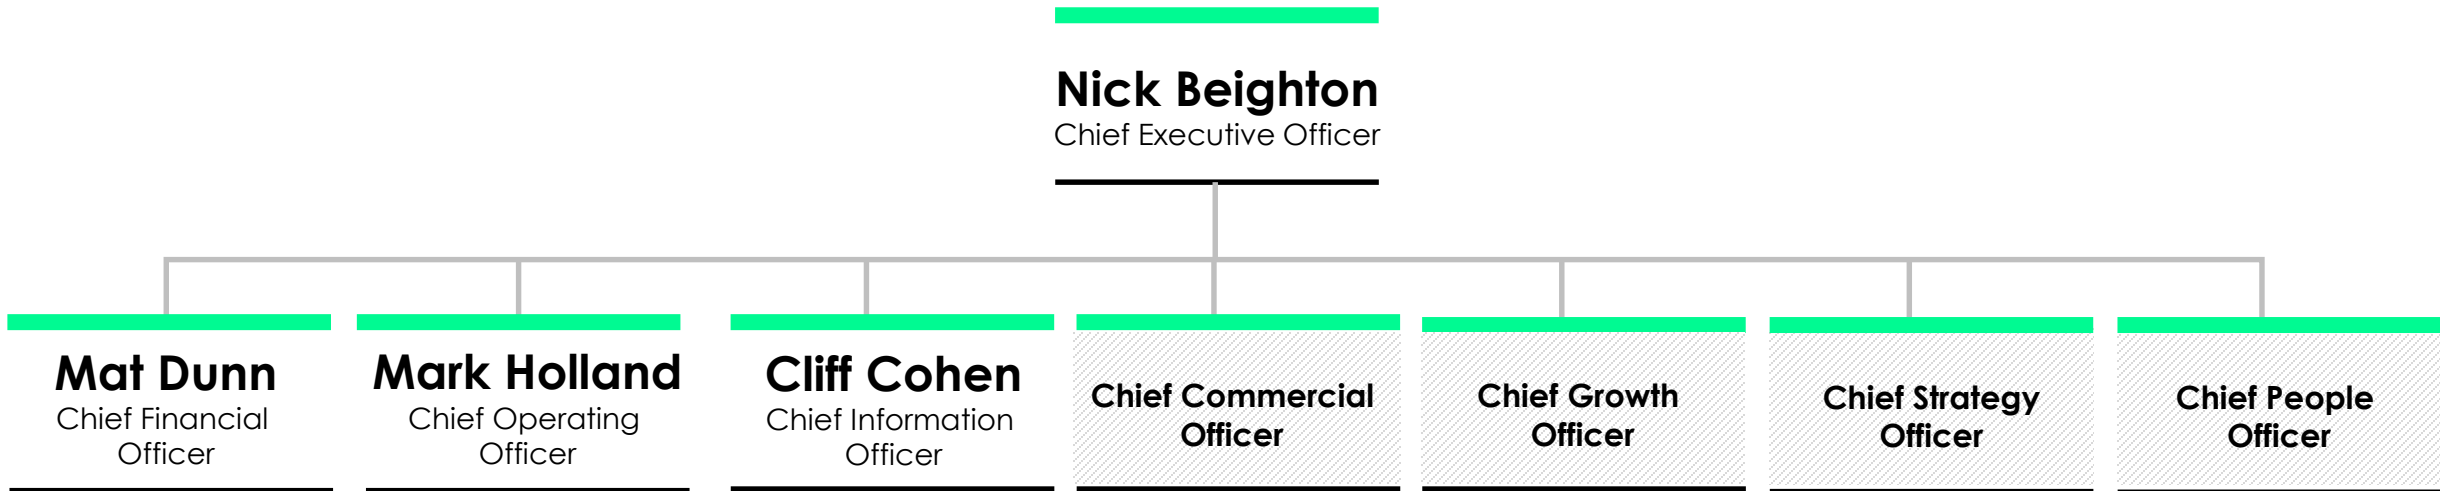 Nick Beighton
Chief Executive Officer
Mat Dunn
Chief Financial
Officer
Mark Holland
Chief Operating
Officer
Cliff Cohen
Chief Information
Officer
Chief Commercial
Officer
Chief Growth
Officer
Chief Strategy
Officer
Chief People
Officer